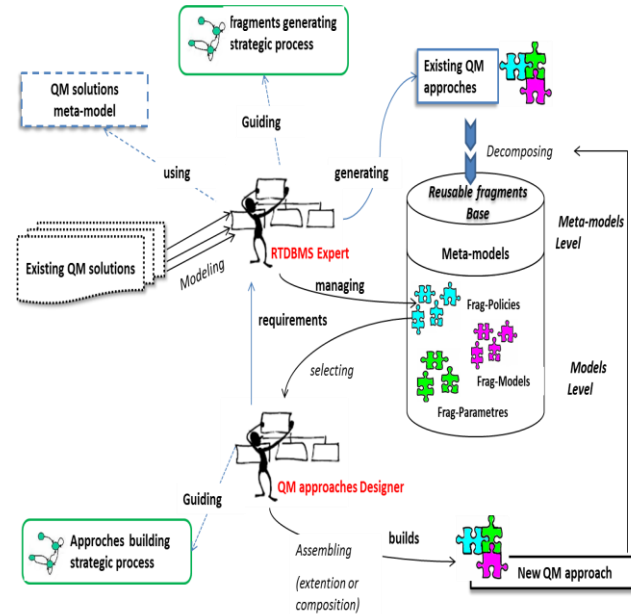 fragments generating
strategic process
QM solutions
meta-model
Existing QM
approches
Guiding
using
generating
Decomposing
Reusable fragments
Base
Meta-models
Level
Meta-models
Existing QM solutions
Modeling
RTDBMS Expert
managing
Frag-Policies
requirements
selecting
Frag-Models
Models
Level
Frag-Parametres
QM approaches Designer
Guiding
Approches building
strategic process
Assembling
(extention or
composition)
builds
New QM approach